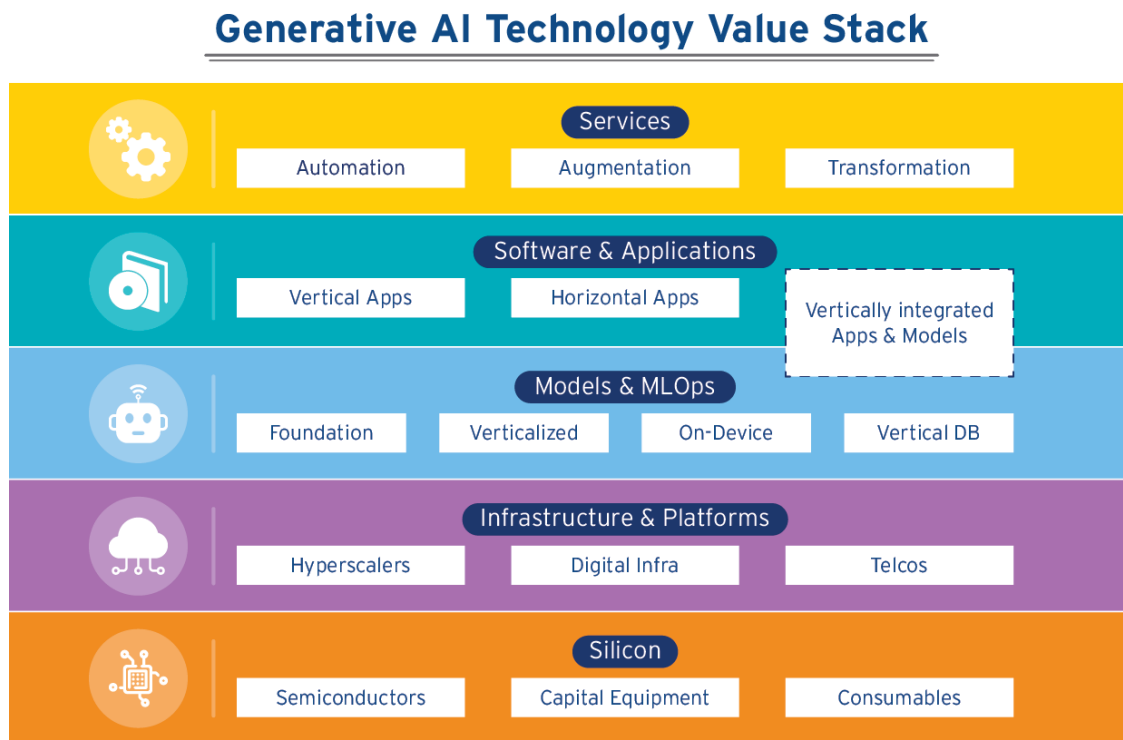 Generative AI Technology Value Stack
Services
Automation
Augmentation
Transformation
Software & Applications
Vertical Apps
Horizontal Apps
Vertically integrated
Apps & Models
Models & MLOps
Foundation
Verticalized
On-Device
Vertical DB
Infrastructure & Platforms
Hyperscalers
Digital Infra
Telcos
Silicon
Semiconductors
Capital Equipment
Consumables